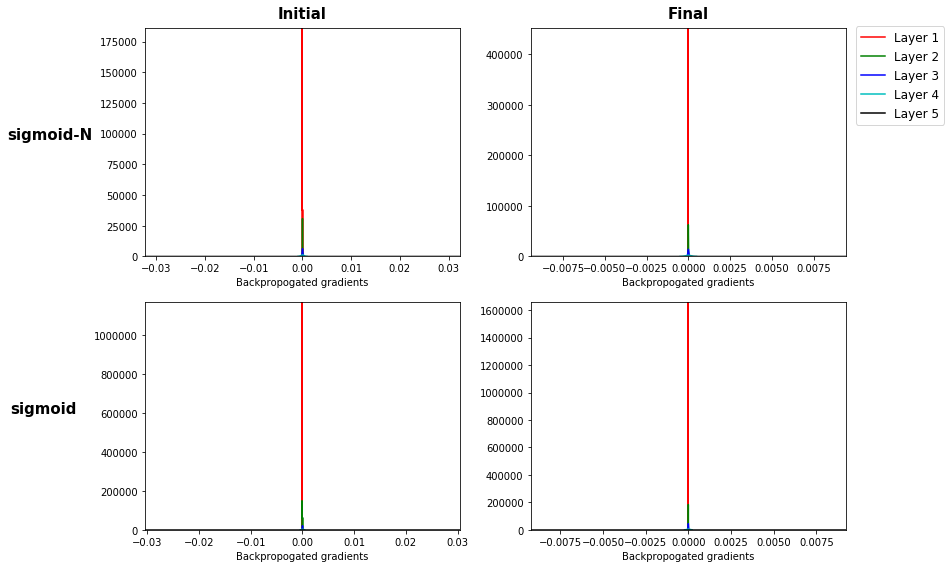 Initial
Final
sigmoid-N
175000
150000
125000
100000
75000
50000
25000
0
−0.03 −0.02 −0.01 0.00 0.01 0.02 0.03
Backpropogated gradients
400000
300000
200000
100000
0
−0.0075 −0.0050 −0.0025 0.0000 0.0025 0.0050 0.0075
Backpropogated gradients
Layer 1
Layer 2
Layer 3
Layer 4
Layer 5
sigmoid
1000000
800000
600000
400000
200000
0
−0.03 −0.02 −0.01 0.00 0.01 0.02 0.03
Backpropogated gradients
1600000
1400000
1200000
1000000
800000
600000
400000
200000
0
−0.0075 −0.0050 −0.0025 0.0000 0.0025 0.0050 0.0075
Backpropogated gradients